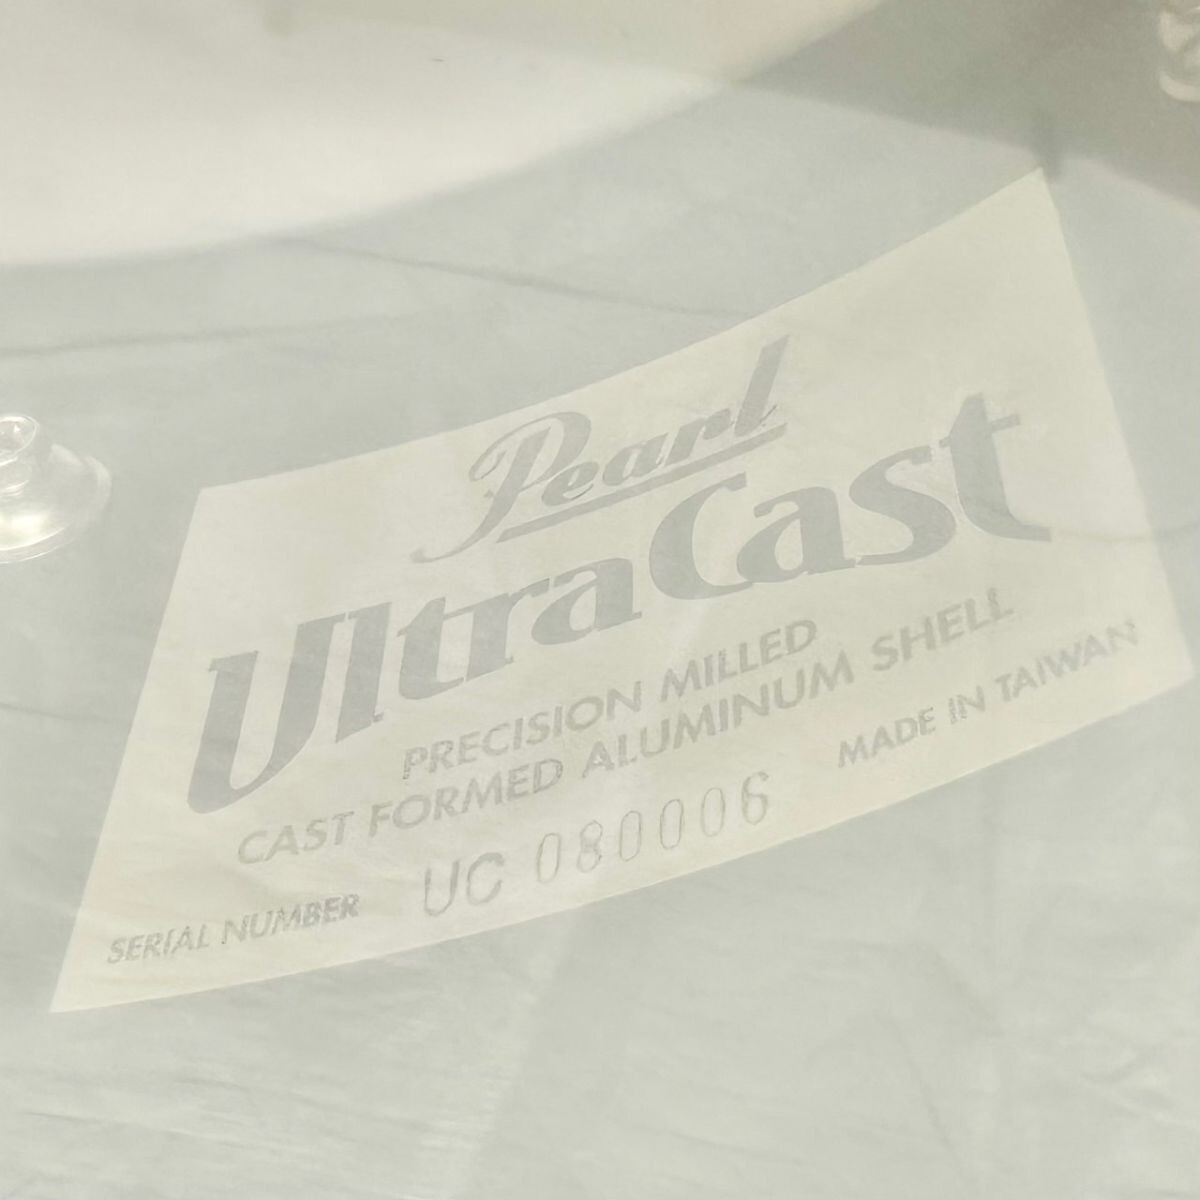 Pearl
UltraCast
PRECISION MILLED
CAST FORMED ALUMINUM SHELL
MADE IN TAIWAN
SERIAL NUMBER UC 080006